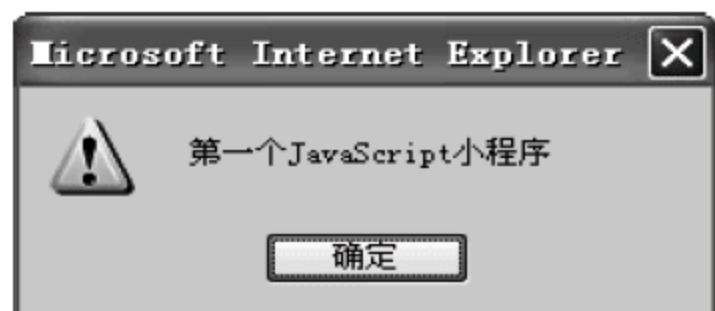 Microsoft Internet Explorer
第一个JavaScript小程序
确定